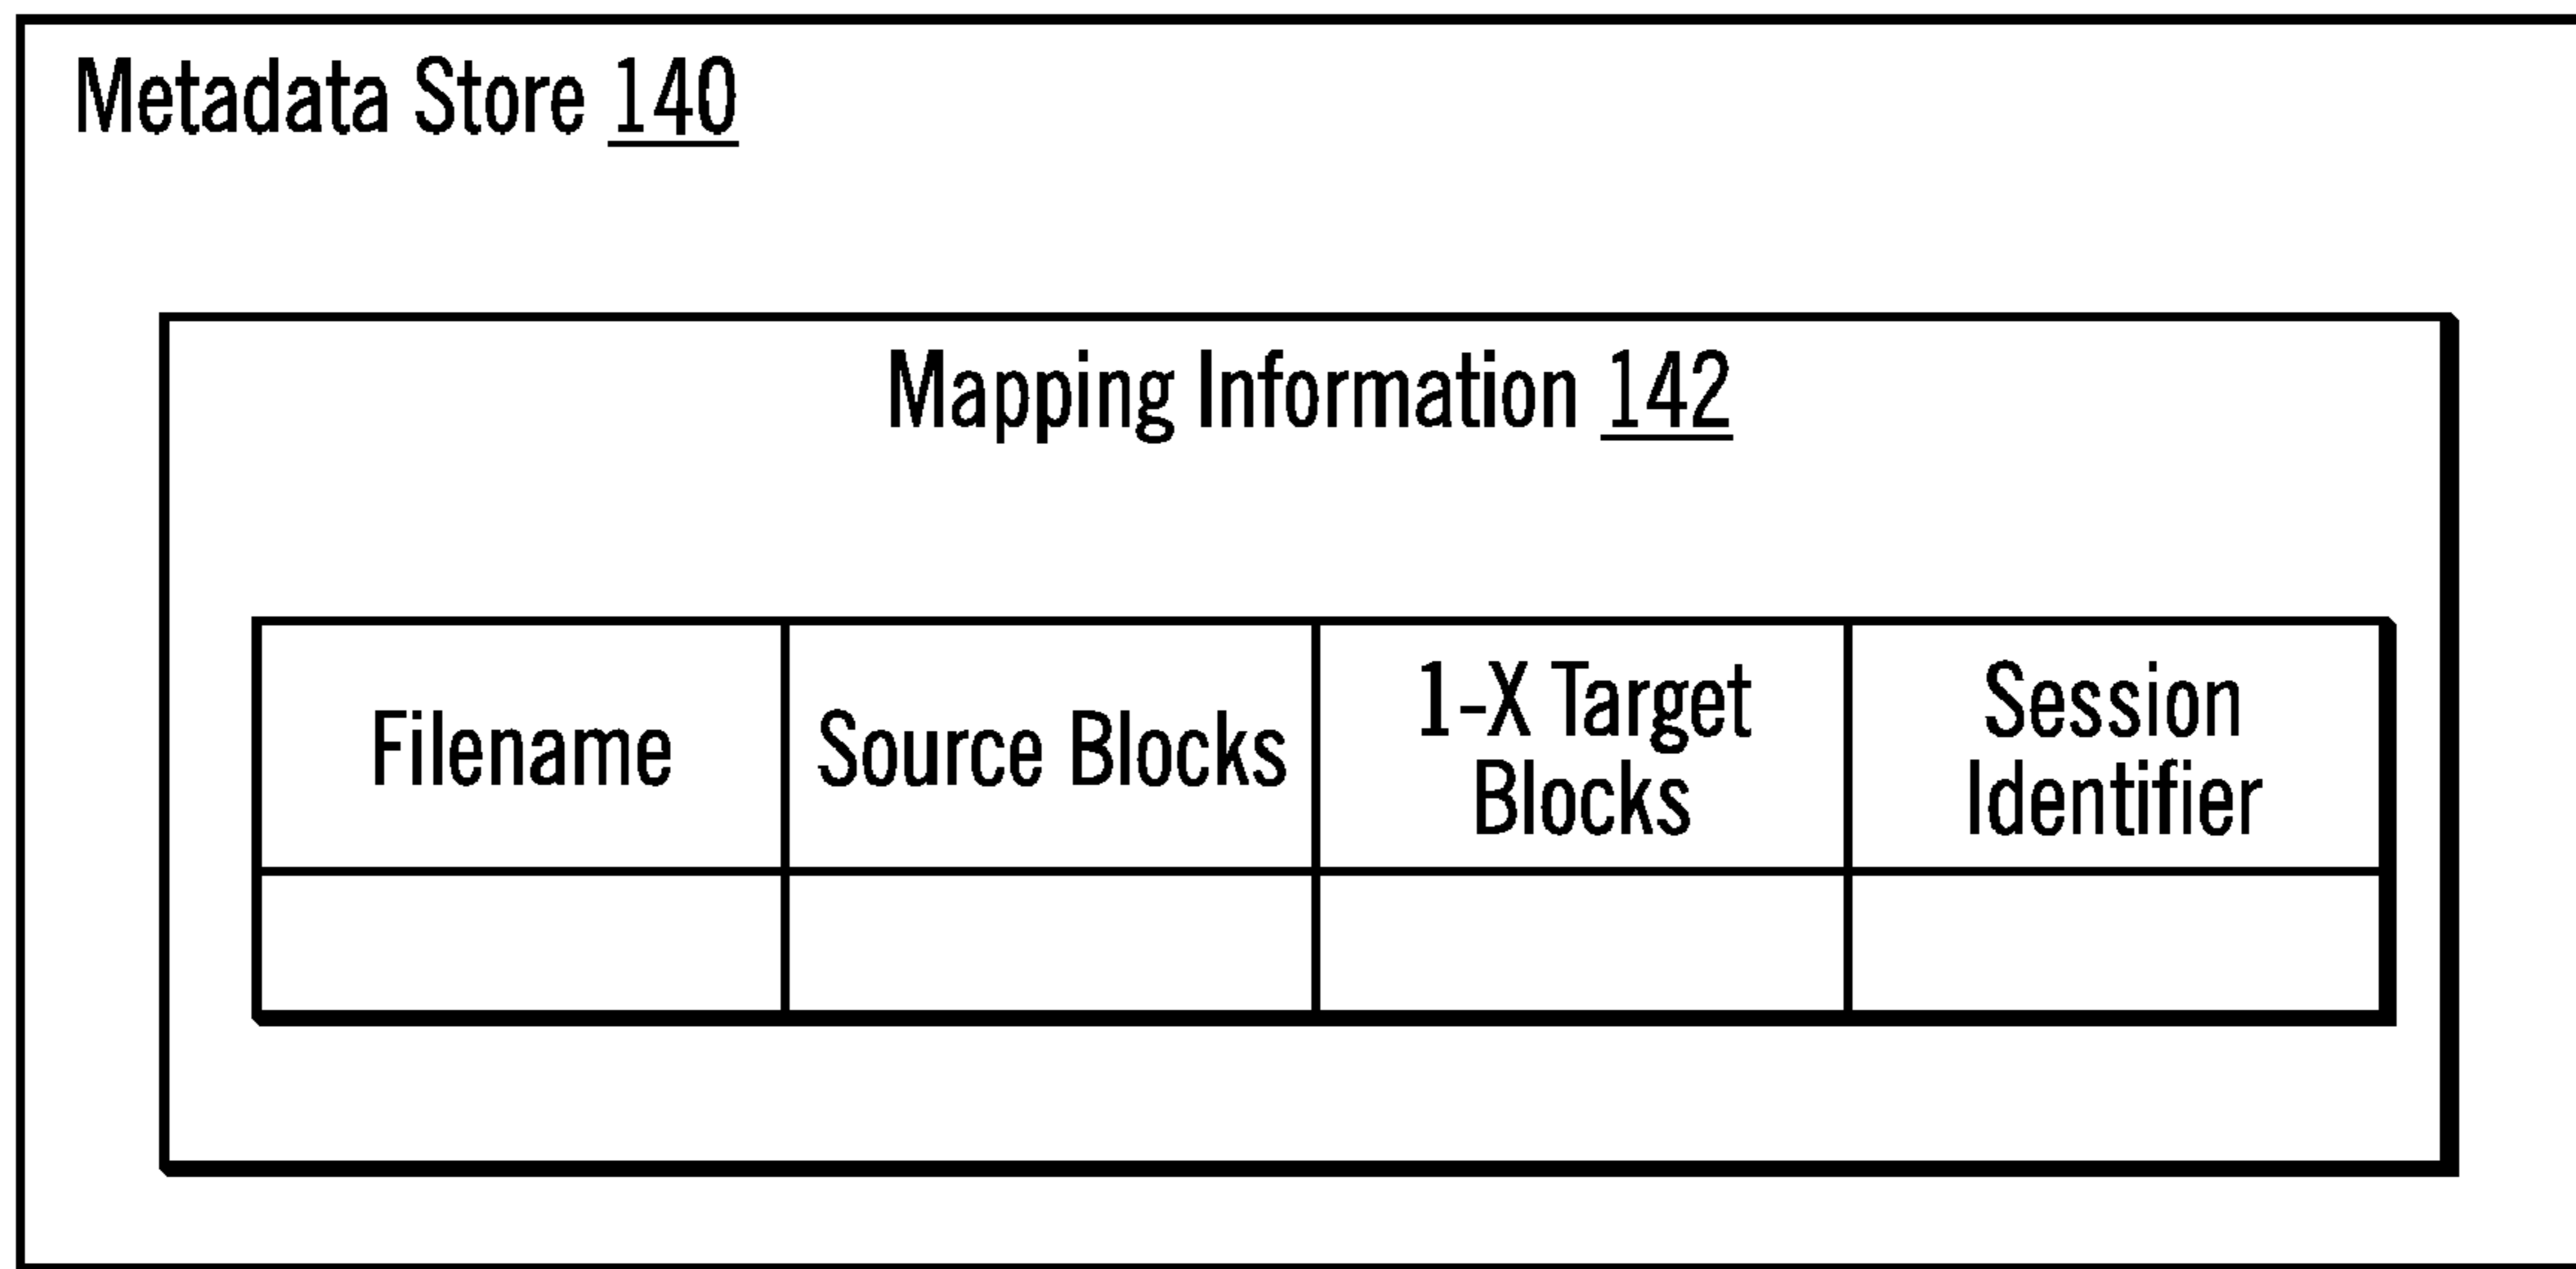 Metadata Store 140
Mapping Information 142
Filename
Source Blocks
1-X Target
Blocks
Session
Identifier